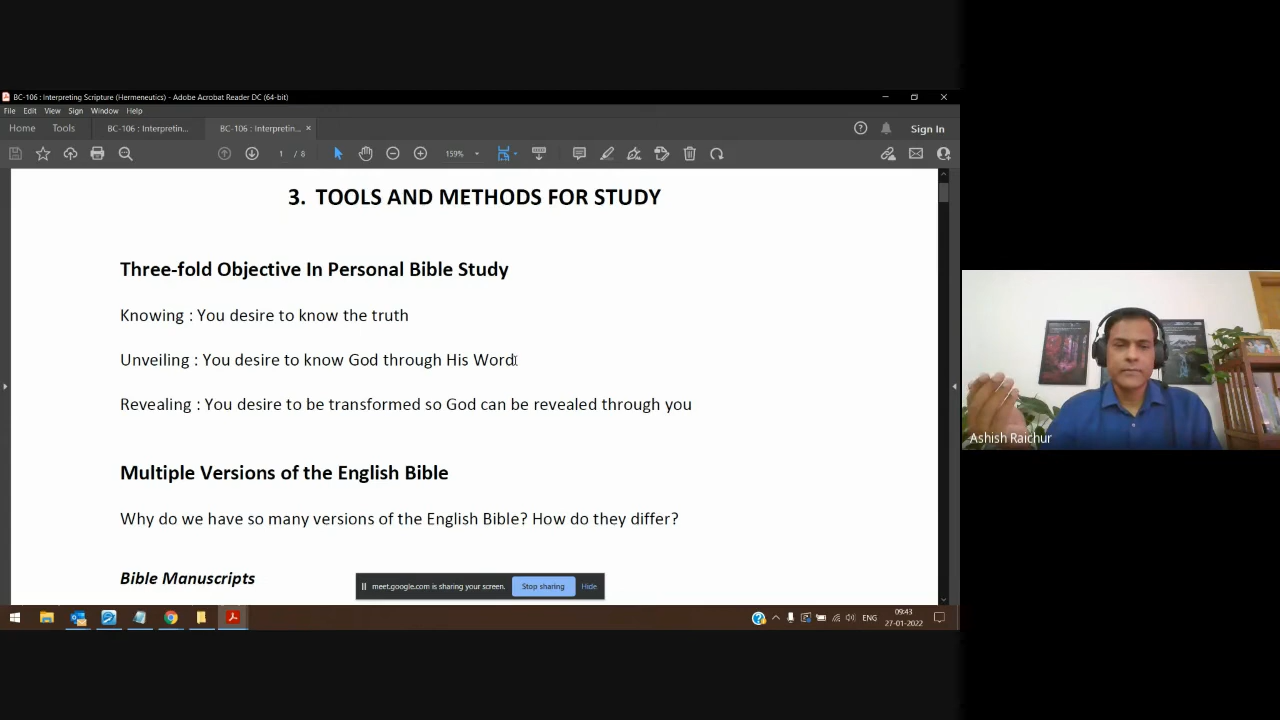 BC-106 : Interpreting Scripture (Hermeneutics) - Adobe Acrobat Reader DC (64-bit)
File Edit View Sign Window Help
Home Tools BC-106 : Interpretin... BC-106 : Interpretin... × Sign In
1 / 8 159%
3. TOOLS AND METHODS FOR STUDY
Three-fold Objective In Personal Bible Study
Knowing : You desire to know the truth
Unveiling : You desire to know God through His Word
Revealing : You desire to be transformed so God can be revealed through you
Multiple Versions of the English Bible
Why do we have so many versions of the English Bible? How do they differ?
Bible Manuscripts
meet.google.com is sharing your screen. Stop sharing Hide
ENG 09:43
27-01-2022
Ashish Raichur